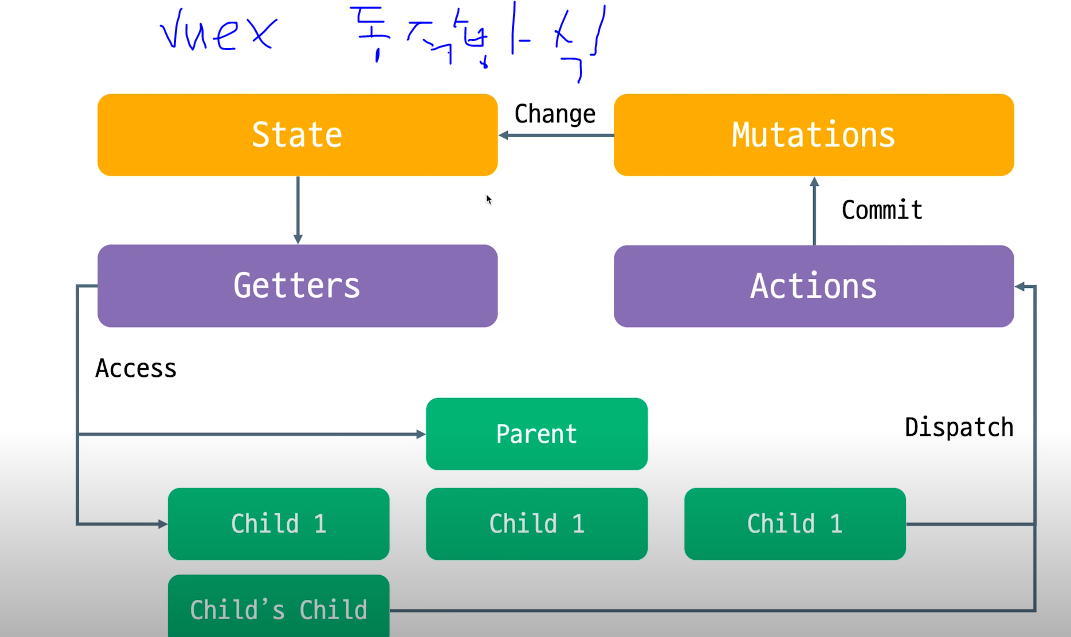 vuex 동작방식
State
Change
Mutations
Commit
Getters
Actions
Access
Parent
Dispatch
Child 1
Child 1
Child 1
Child’s Child